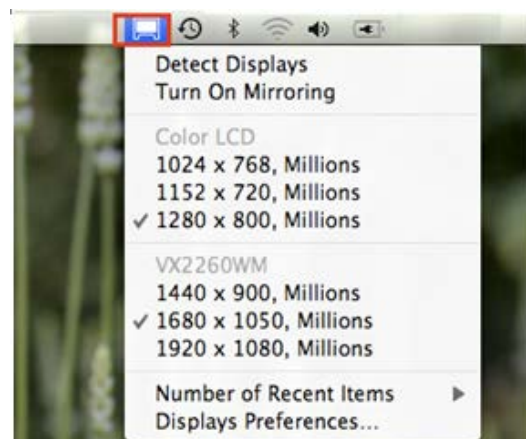 Detect Displays
Turn On Mirroring
Color LCD
1024 x 768, Millions
1152 x 720, Millions
✓ 1280 x 800, Millions
VX2260WM
1440 x 900, Millions
✓ 1680 x 1050, Millions
1920 x 1080, Millions
Number of Recent Items
Displays Preferences...